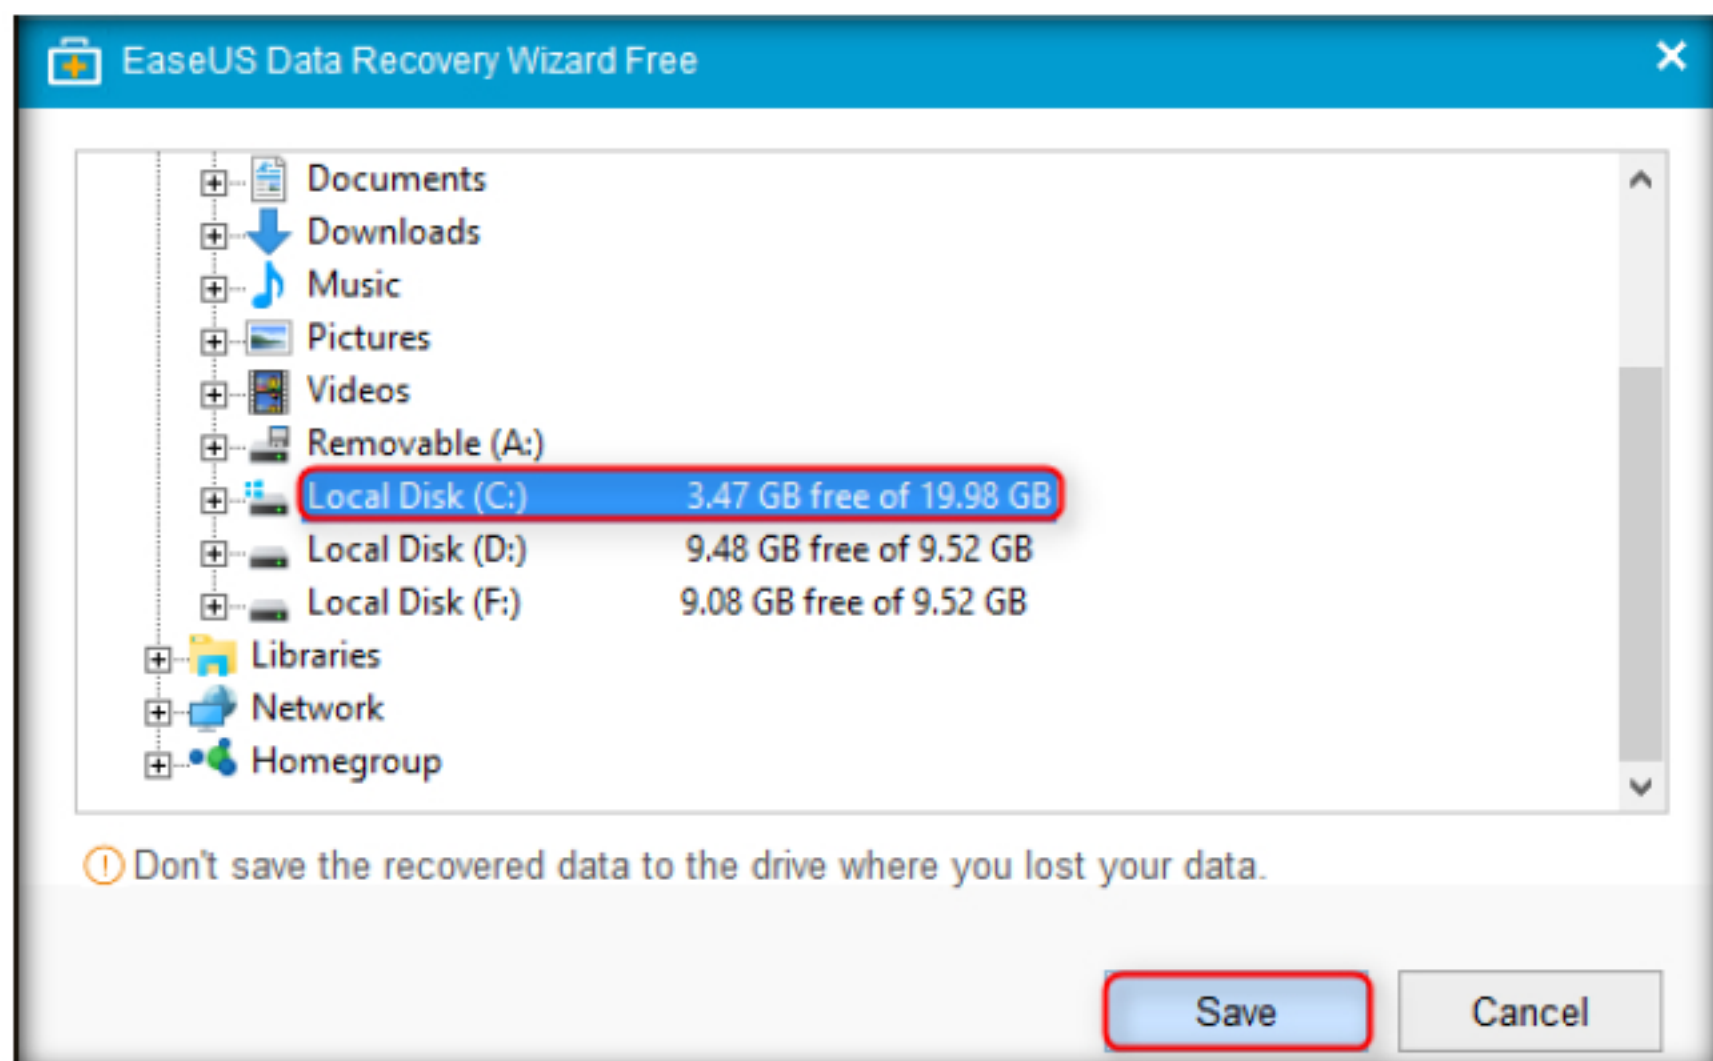 EaseUS Data Recovery Wizard Free
Documents
Downloads
Music
Pictures
Videos
Removable (A:)
Local Disk (C:) 3.47 GB free of 19.98 GB
Local Disk (D:) 9.48 GB free of 9.52 GB
Local Disk (F:) 9.08 GB free of 9.52 GB
Libraries
Network
Homegroup
Don't save the recovered data to the drive where you lost your data.
Save Cancel